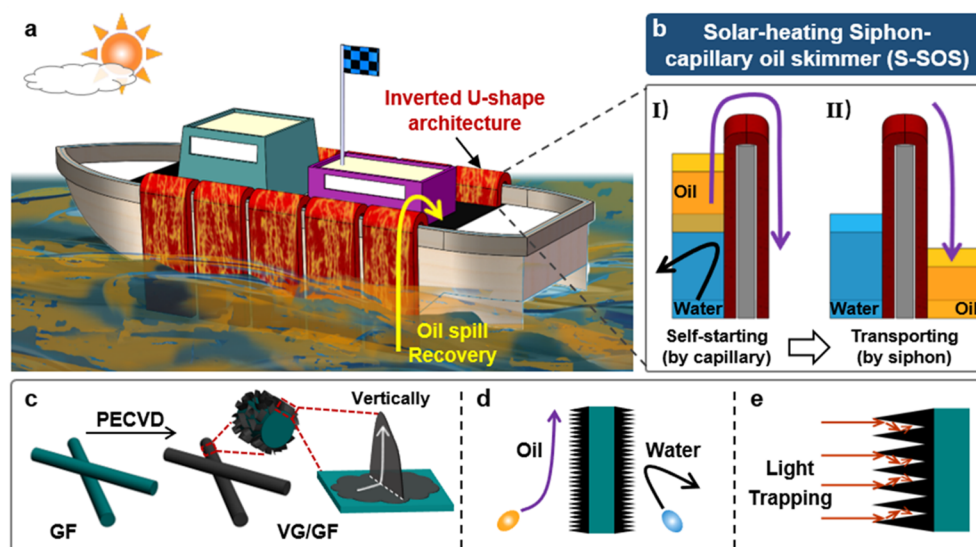 a
Inverted U-shape
architecture
Oil spill
Recovery
b
Solar-heating Siphon-
capillary oil skimmer (S-SOS)
I)
II)
Oil
Water
Water
Oil
Self-starting
(by capillary)
Transporting
(by siphon)
c
PECVD
Vertically
GF
VG/GF
d
Oil
Water
e
Light
Trapping